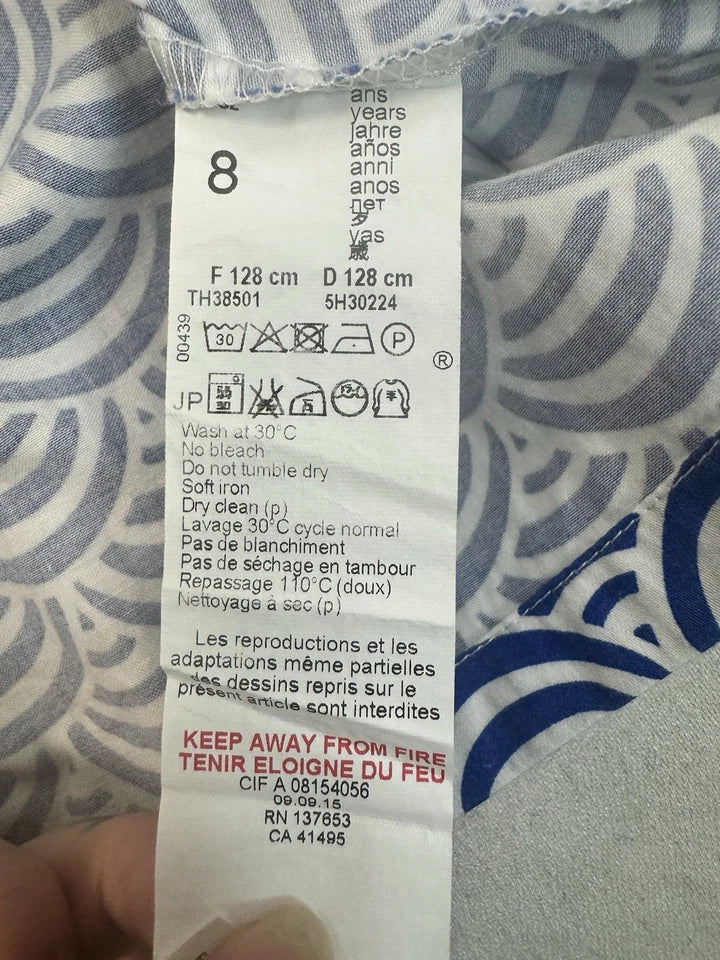 ans
years
Jahre
años
anni
anos
лет
岁
yas
歳
8
F 128 cm D 128 cm
TH38501 5H30224
00439
30
P
®
JP
Wash at 30°C
No bleach
Do not tumble dry
Soft iron
Dry clean (p)
Lavage 30°C cycle normal
Pas de blanchiment
Pas de séchage en tambour
Repassage 110°C (doux)
Nettoyage à sec (p)
Les reproductions et les
adaptations même partielles
des dessins repris sur le
présent article sont interdites
KEEP AWAY FROM FIRE
TENIR ELOIGNE DU FEU
CIF A 08154056
09.09.15
RN 137653
CA 41495